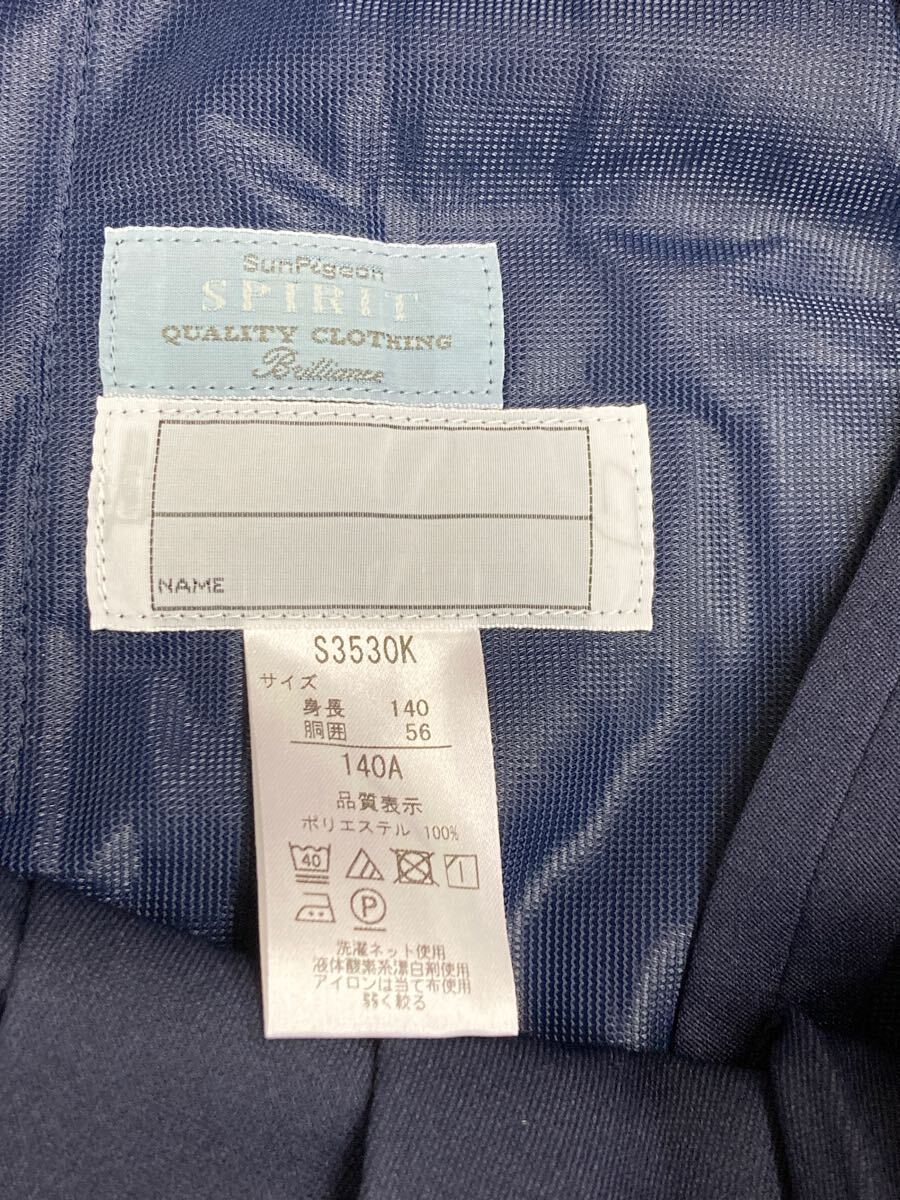 SunPigeon
SPIRIT
QUALITY CLOTHING
Brilliance
NAME
S3530K
サイズ
身長 140
胴囲 56
140A
品質表示
ポリエステル 100%
40
P
洗濯ネット使用
液体酸素系漂白剤使用
アイロンは当て布使用
弱く絞る